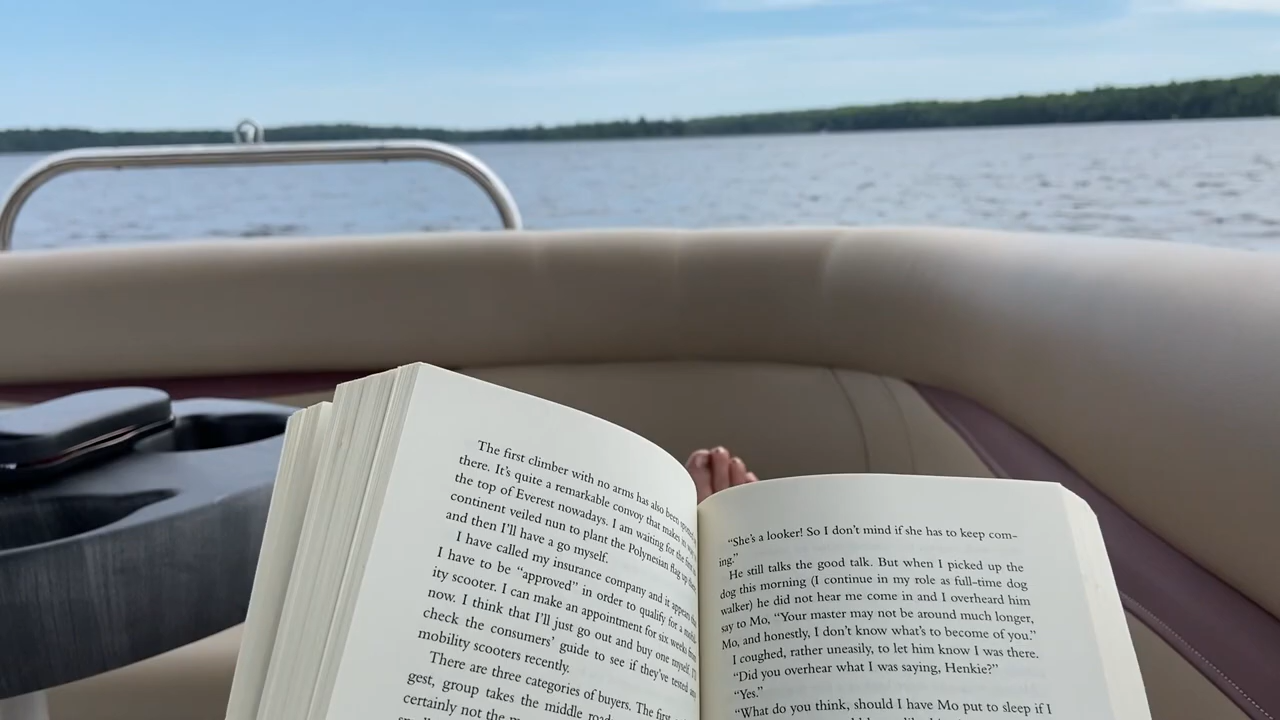 The first climber with no arms has also been
there. It's quite a remarkable convoy that makes
the top of Everest nowadays. I am waiting for the
continent veiled nun to plant the Polynesian flag up
and then I'll have a go myself.
I have called my insurance company and it appears
I have to be "approved" in order to qualify for a
ity scooter. I can make an appointment for six weeks from
now. I think that I'll just go out and buy one myself. I'll
check the consumers' guide to see if they've tested
mobility scooters recently.
There are three categories of buyers. The first
gest, group takes the middle road
certainly not the
"She's a looker! So I don't mind if she has to keep com-
ing."
He still talks the good talk. But when I picked up the
dog this morning (I continue in my role as full-time dog
walker) he did not hear me come in and I overheard him
say to Mo, "Your master may not be around much longer,
Mo, and honestly, I don't know what's to become of you."
I coughed, rather uneasily, to let him know I was there.
"Did you overhear what I was saying, Henkie?"
"Yes."
"What do you think, should I have Mo put to sleep if I